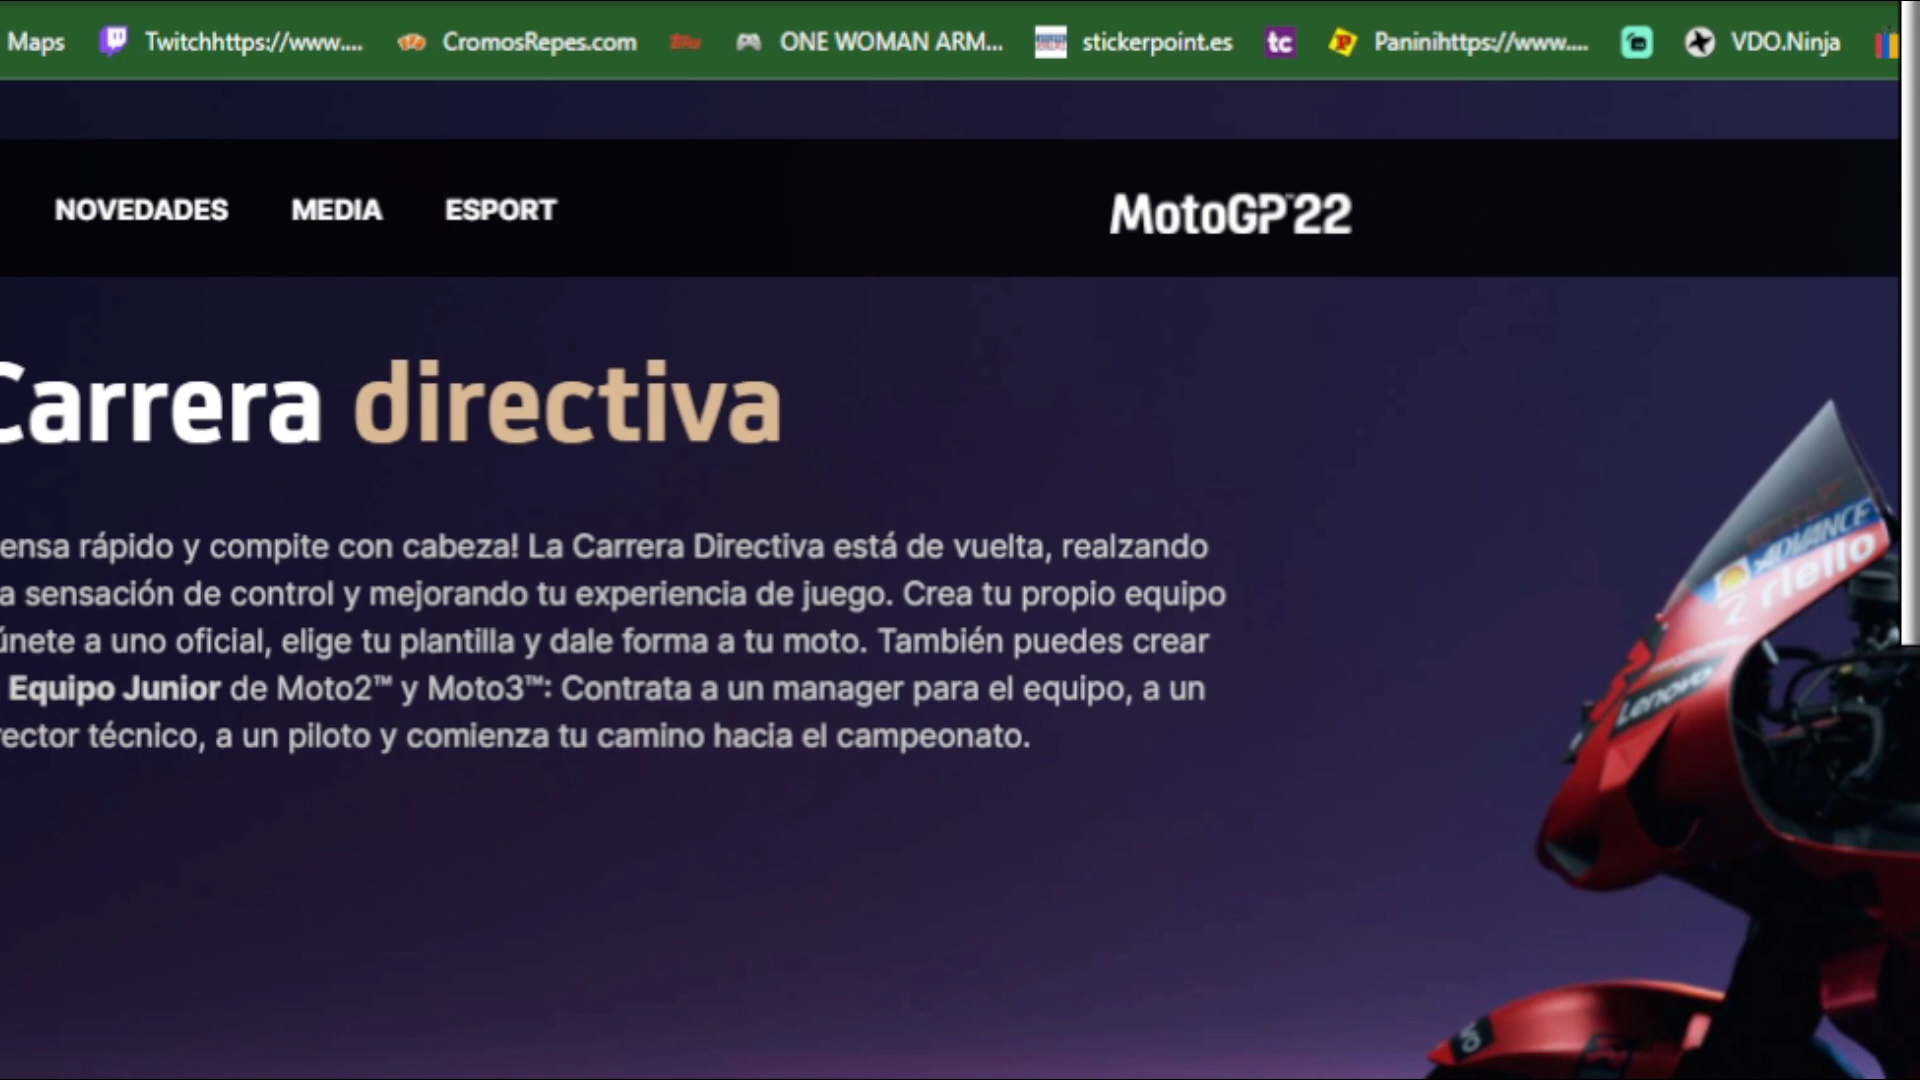 Maps Twitchhttps://www.... CromosRepes.com ONE WOMAN ARM... stickerpoint.es tc Paninihttps://www.... VDO.Ninja
NOVEDADES MEDIA ESPORT MotoGP™22
Carrera directiva
ensa rápido y compite con cabeza! La Carrera Directiva está de vuelta, realzando
a sensación de control y mejorando tu experiencia de juego. Crea tu propio equipo
únete a uno oficial, elige tu plantilla y dale forma a tu moto. También puedes crear
Equipo Junior de Moto2™ y Moto3™: Contrata a un manager para el equipo, a un
rector técnico, a un piloto y comienza tu camino hacia el campeonato.
ADVANCE
riello
Lenovo